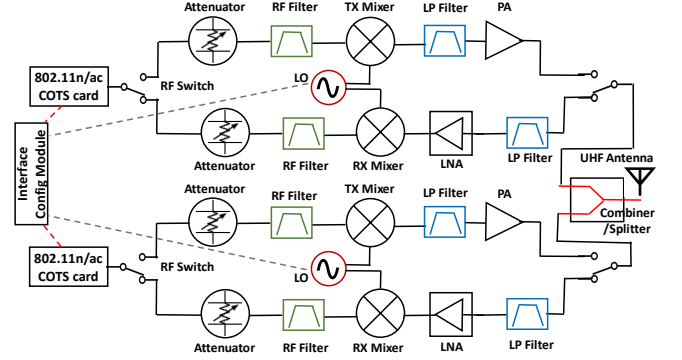 Attenuator
RF Filter
TX Mixer
LP Filter
PA
802.11n/ac
COTS card
RF Switch
LO
Attenuator
RF Filter
RX Mixer
LNA
LP Filter
UHF Antenna
Interface
Config Module
Attenuator
RF Filter
TX Mixer
LP Filter
PA
Combiner
/Splitter
802.11n/ac
COTS card
RF Switch
LO
Attenuator
RF Filter
RX Mixer
LNA
LP Filter